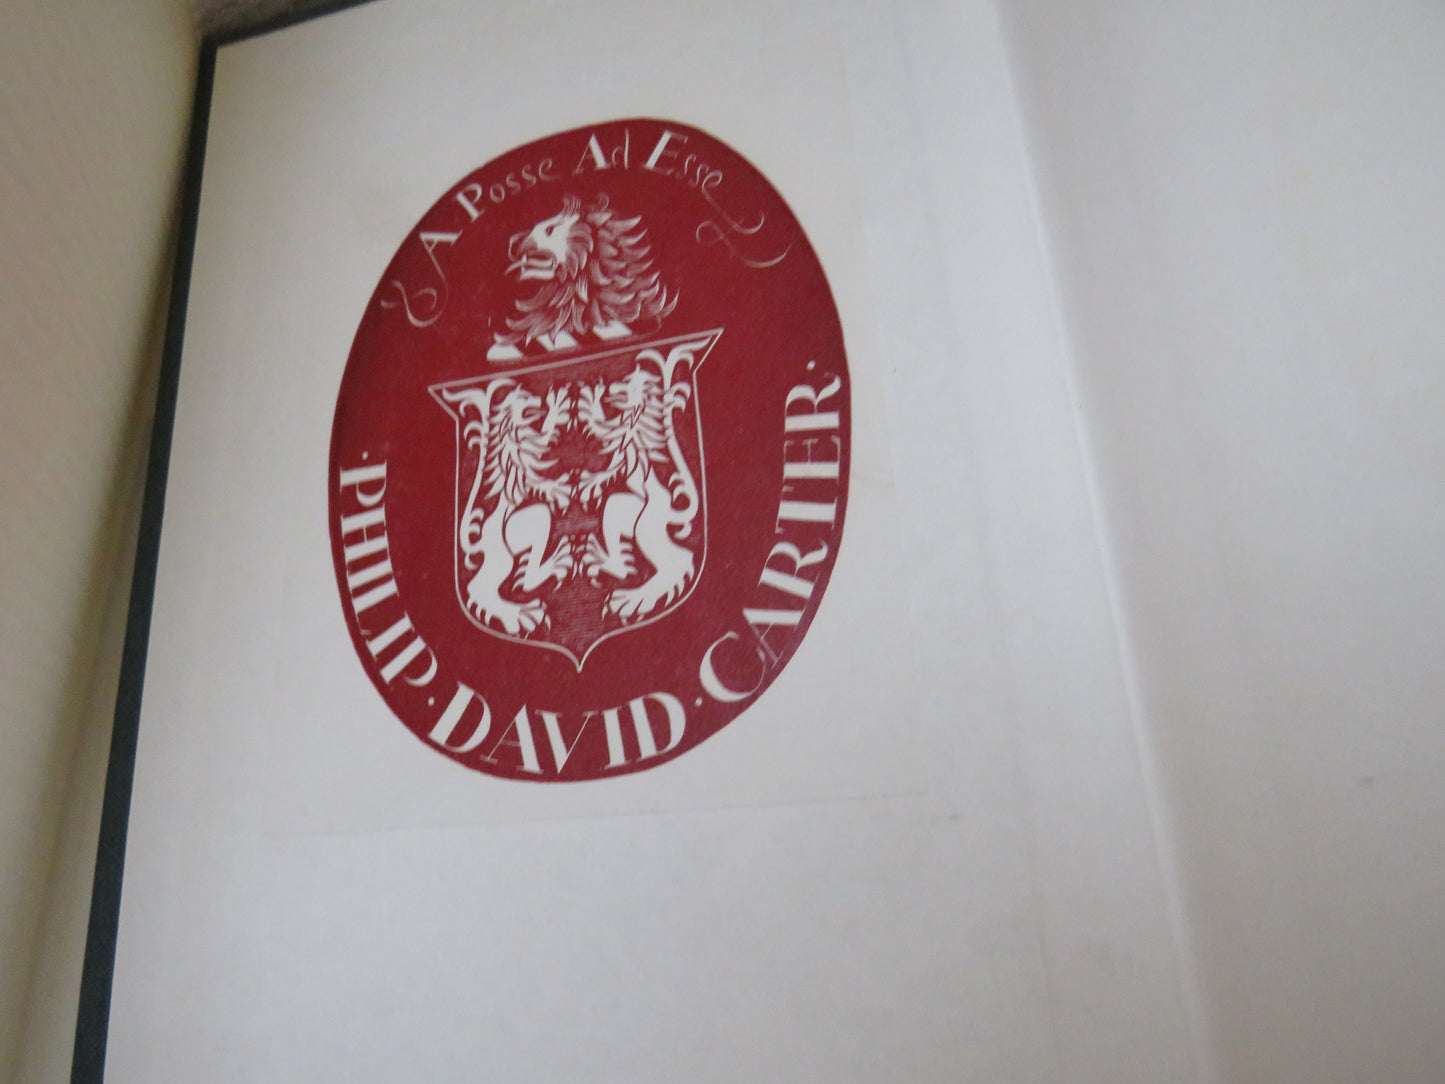 A Posse Ad Esse
· PHILIP · DAVID · CARTER ·